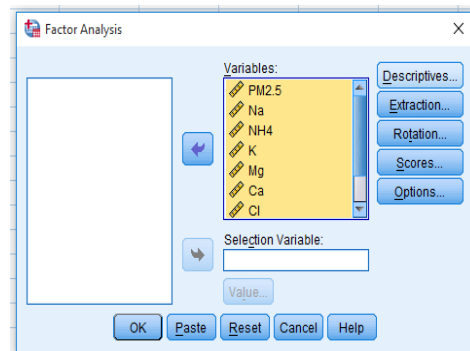 Factor Analysis
Variables:
PM2.5
Na
NH4
K
Mg
Ca
Cl
Descriptives...
Extraction...
Rotation...
Scores...
Options...
Selection Variable:
Value...
OK Paste Reset Cancel Help